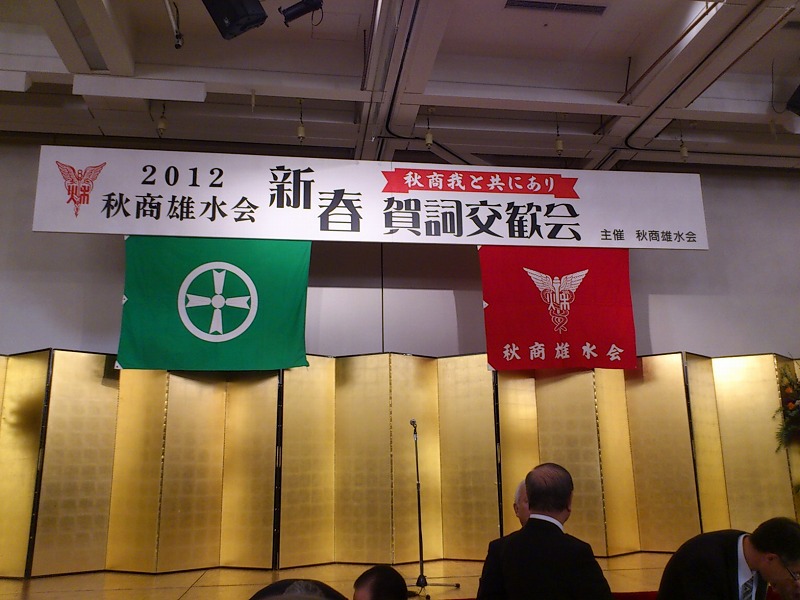 2012
秋商雄水会
新春
秋商我と共にあり
賀詞交歓会
主催 秋商雄水会
秋商雄水会